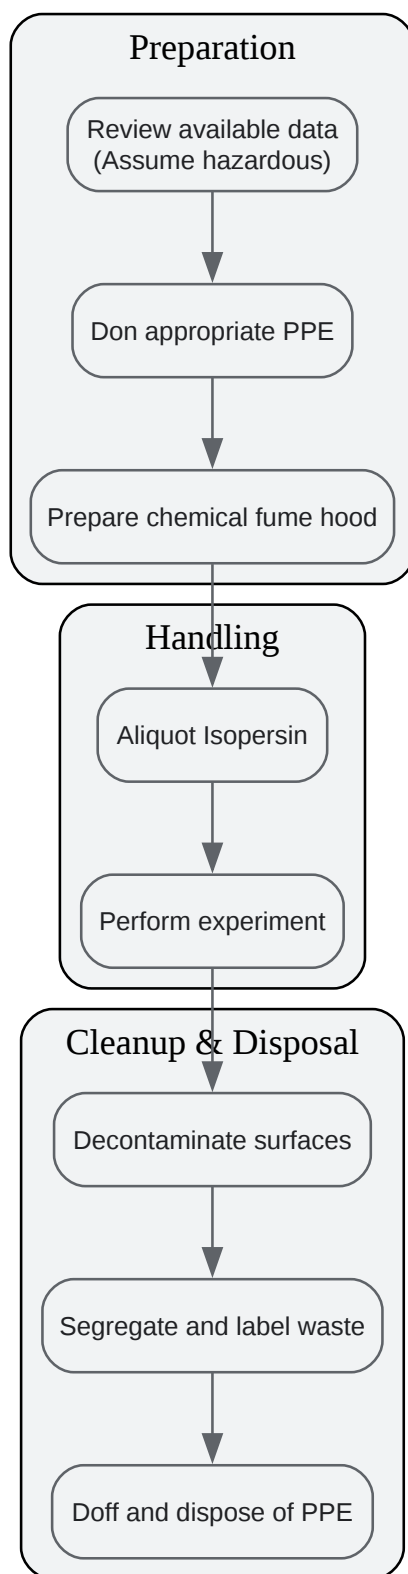 Preparation
Review available data
(Assume hazardous)
Don appropriate PPE
Prepare chemical fume hood
Handling
Aliquot Isopersin
Perform experiment
Cleanup & Disposal
Decontaminate surfaces
Segregate and label waste
Doff and dispose of PPE